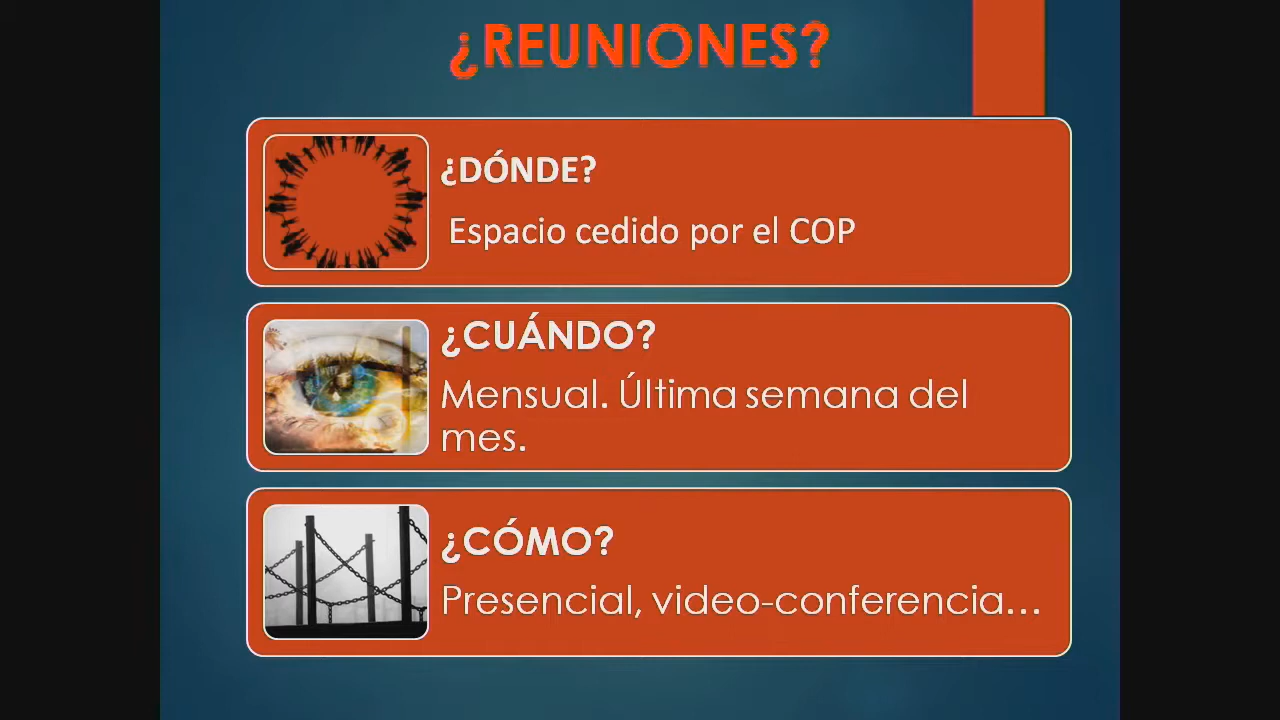 ¿REUNIONES?
¿DÓNDE?
Espacio cedido por el COP
¿CUÁNDO?
Mensual. Última semana del
mes.
¿CÓMO?
Presencial, video-conferencia…